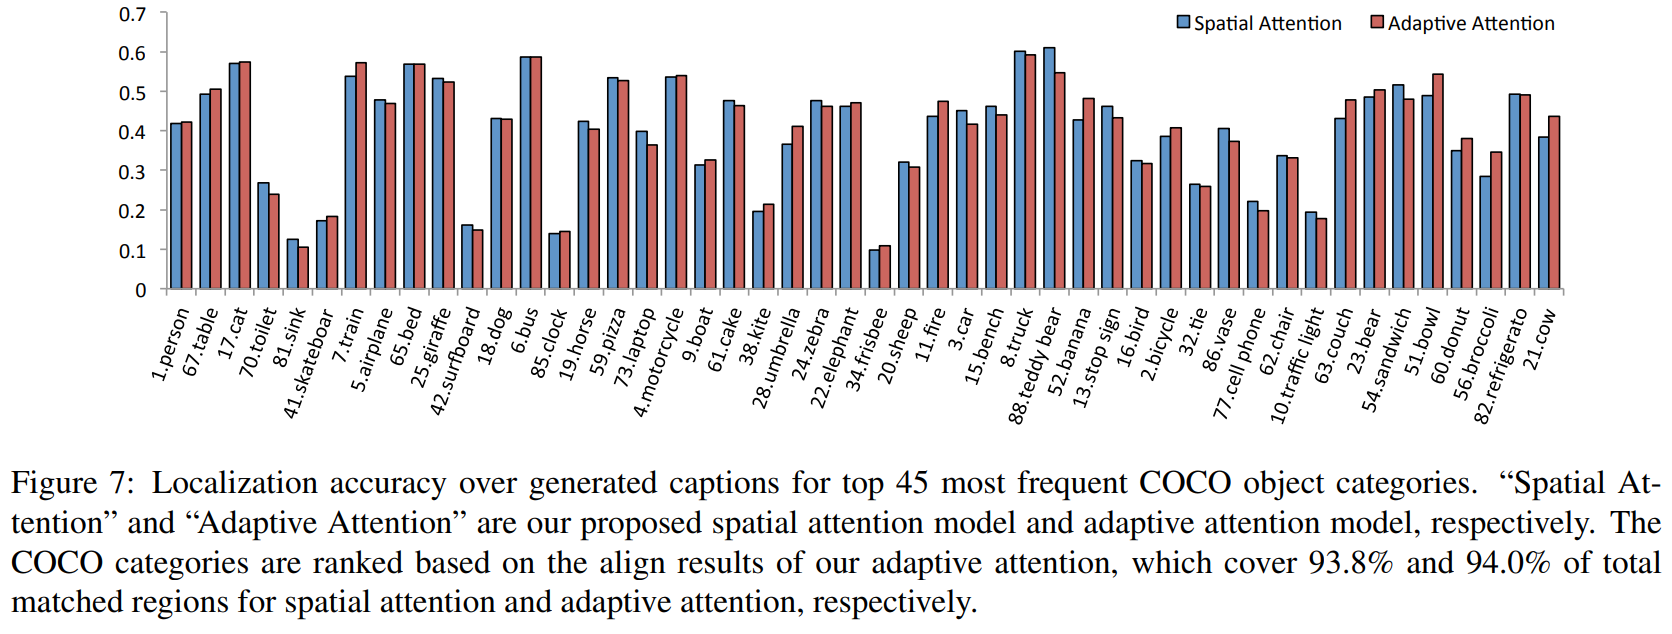 0.7
0.6
0.5
0.4
0.3
0.2
0.1
0
Spatial Attention
Adaptive Attention
1.person
67.table
17.cat
70.toilet
81.sink
41.skateboar
7.train
5.airplane
65.bed
25.giraffe
42.surfboard
18.dog
6.bus
85.clock
19.horse
59.pizza
73.laptop
4.motorcycle
9.boat
61.cake
38.kite
28.umbrella
24.zebra
22.elephant
34.frisbee
20.sheep
11.fire
3.car
15.bench
8.truck
88.teddy bear
52.banana
13.stop sign
16.bird
2.bicycle
32.tie
86.vase
77.cell phone
62.chair
10.traffic light
63.couch
23.bear
54.sandwich
51.bowl
60.donut
56.broccoli
82.refrigerato
21.cow
Figure 7: Localization accuracy over generated captions for top 45 most frequent COCO object categories. “Spatial At-
tention” and “Adaptive Attention” are our proposed spatial attention model and adaptive attention model, respectively. The
COCO categories are ranked based on the align results of our adaptive attention, which cover 93.8% and 94.0% of total
matched regions for spatial attention and adaptive attention, respectively.